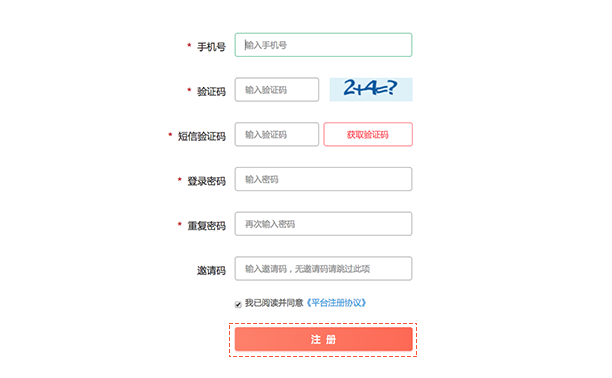 * 手机号 输入手机号
* 验证码 输入验证码 2+4=?
* 短信验证码 输入验证码 获取验证码
* 登录密码 输入密码
* 重复密码 再次输入密码
邀请码 输入邀请码，无邀请码请跳过此项
我已阅读并同意《平台注册协议》
注 册